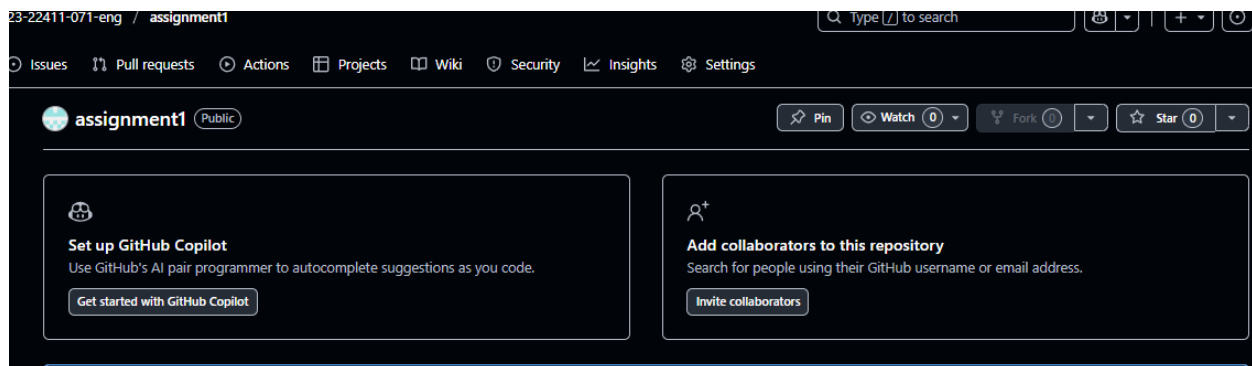 23-22411-071-eng / assignment1 Type / to search
Issues Pull requests Actions Projects Wiki Security Insights Settings
assignment1 Public Pin Watch 0 Fork 0 Star 0
Set up GitHub Copilot
Use GitHub's AI pair programmer to autocomplete suggestions as you code.
Get started with GitHub Copilot
Add collaborators to this repository
Search for people using their GitHub username or email address.
Invite collaborators